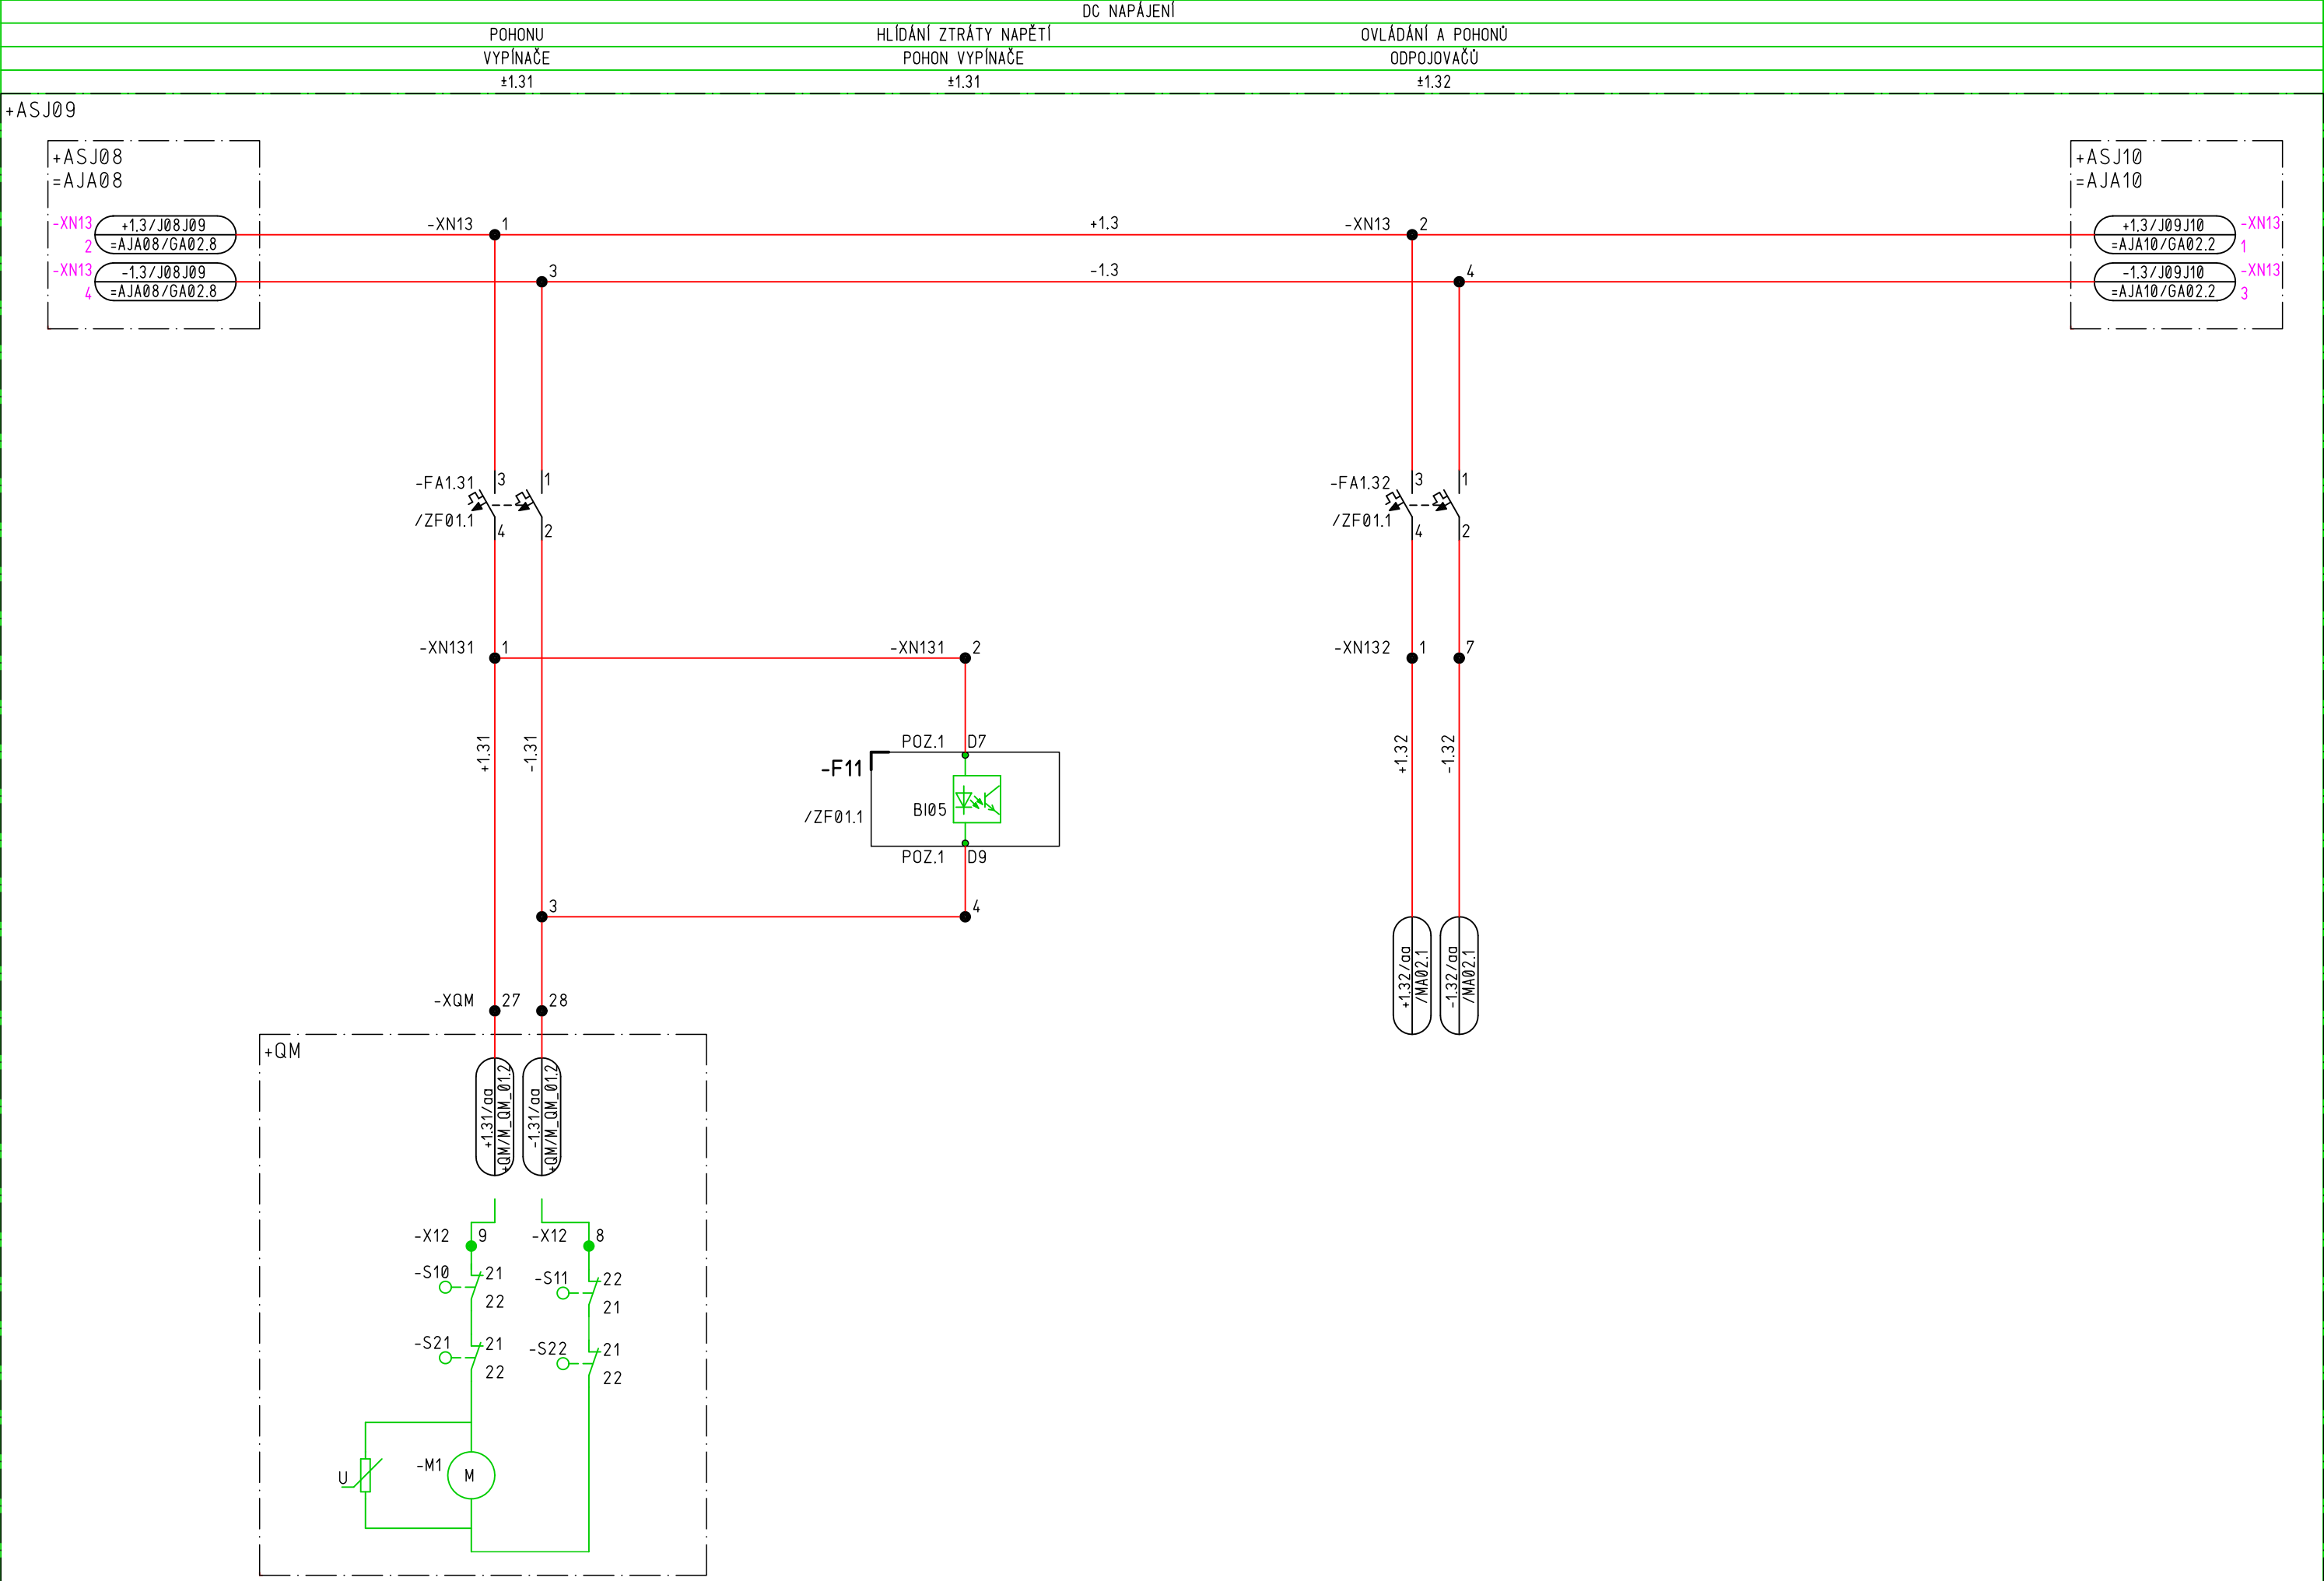 DC NAPÁJENÍ
POHONU HLÍDÁNÍ ZTRÁTY NAPĚTÍ OVLÁDÁNÍ A POHONŮ
VYPÍNAČE POHON VYPÍNAČE ODPOJOVAČŮ
±1.31 ±1.31 ±1.32
+ASJ09
+ASJ08
=AJA08
+ASJ10
=AJA10
-XN13 +1.3/J08J09 -XN13 1 +1.3 -XN13 2 +1.3/J09J10 -XN13
2 =AJA08/GA02.8 =AJA10/GA02.2 1
-XN13 -1.3/J08J09 3 -1.3 4 -1.3/J09J10 -XN13
4 =AJA08/GA02.8 =AJA10/GA02.2 3
-FA1.31 3 1 -FA1.32 3 1
/ZF01.1 4 2 /ZF01.1 4 2
-XN131 1 -XN131 2 -XN132 1 7
+1.31 -1.31 +1.32 -1.32
POZ.1 D7
-F11
BI05
/ZF01.1
POZ.1 D9
3 4
+1.32/aa
/MA02.1
-1.32/aa
/MA02.1
-XQM 27 28
+QM
+1.31/aa
+QM/M_QM_01.2
-1.31/aa
+QM/M_QM_01.2
-X12 9 -X12 8
-S10 21 -S11 22
22 21
-S21 21 -S22 21
22 22
U -M1 M